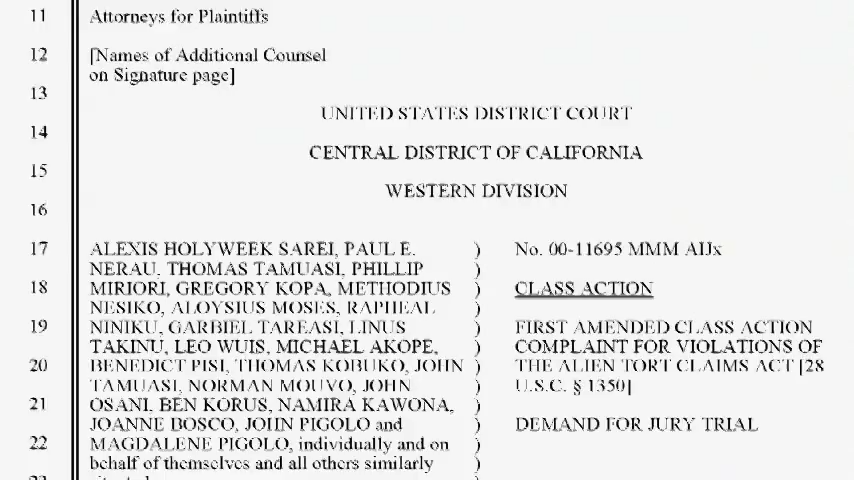 11 Attorneys for Plaintiffs
12 [Names of Additional Counsel
on Signature page]
13
UNITED STATES DISTRICT COURT
14
CENTRAL DISTRICT OF CALIFORNIA
15
WESTERN DIVISION
16
17 ALEXIS HOLYWEEK SAREI, PAUL E. ) No. 00-11695 MMM AIJx
NERAU, THOMAS TAMUASI, PHILLIP )
18 MIRIORI, GREGORY KOPA, METHODIUS ) CLASS ACTION
NESIKO, ALOYSIUS MOSES, RAPHEAL )
19 NINIKU, GARBIEL TAREASI, LINUS ) FIRST AMENDED CLASS ACTION
TAKINU, LEO WUIS, MICHAEL AKOPE, ) COMPLAINT FOR VIOLATIONS OF
20 BENEDICT PISI, THOMAS KOBUKO, JOHN ) THE ALIEN TORT CLAIMS ACT [28
TAMUASI, NORMAN MOUVO, JOHN ) U.S.C. § 1350]
21 OSANI, BEN KORUS, NAMIRA KAWONA, )
JOANNE BOSCO, JOHN PIGOLO and ) DEMAND FOR JURY TRIAL
22 MAGDALENE PIGOLO, individually and on )
behalf of themselves and all others similarly )